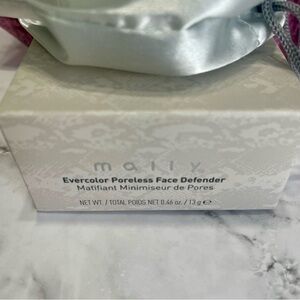 mally
Evercolor Poreless Face Defender
Matifiant Minimiseur de Pores
NET WT. / TOTAL POIDS NET 0.46 oz. / 13 g ℮